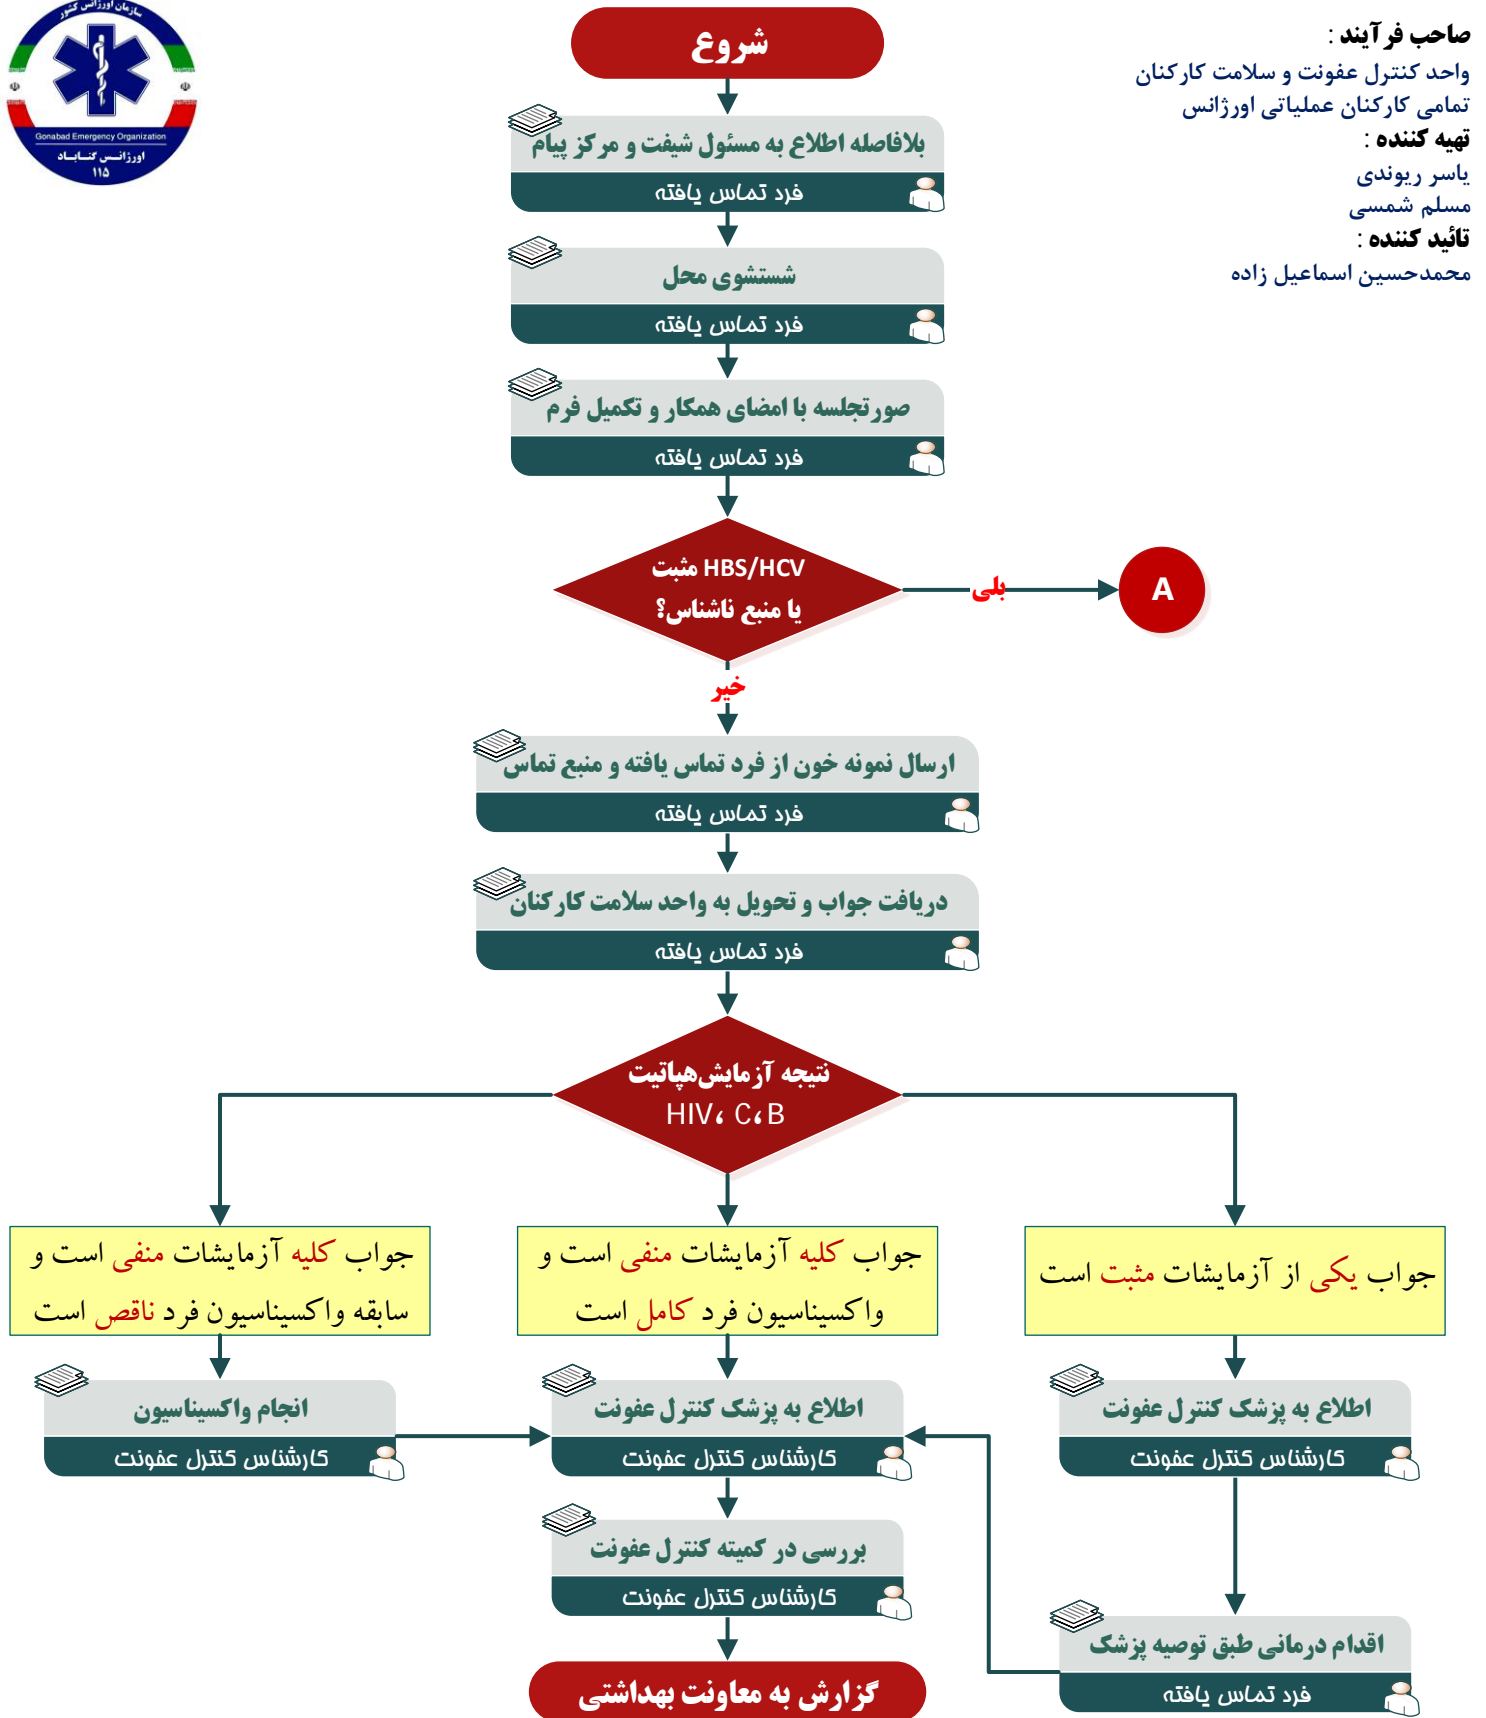 سازمان اورژانس کشور
Gonabad Emergency Organization
اورژانس گناباد
۱۱۵
صاحب فرآیند :
واحد کنترل عفونت و سلامت کارکنان
تمامی کارکنان عملیاتی اورژانس
تهیه کننده :
یاسر ریوندی
مسلم شمسی
تائید کننده :
محمدحسین اسماعیل زاده
شروع
بلافاصله اطلاع به مسئول شیفت و مرکز پیام
فرد تماس یافته
شستشوی محل
فرد تماس یافته
صورتجلسه با امضای همکار و تکمیل فرم
فرد تماس یافته
HBS/HCV مثبت
یا منبع ناشناس؟
بلی
A
خیر
ارسال نمونه خون از فرد تماس یافته و منبع تماس
فرد تماس یافته
دریافت جواب و تحویل به واحد سلامت کارکنان
فرد تماس یافته
نتیجه آزمایش‌هپاتیت
HIV، C،B
جواب یکی از آزمایشات مثبت است
جواب کلیه آزمایشات منفی است و
واکسیناسیون فرد کامل است
جواب کلیه آزمایشات منفی است و
سابقه واکسیناسیون فرد ناقص است
اطلاع به پزشک کنترل عفونت
کارشناس کنترل عفونت
اطلاع به پزشک کنترل عفونت
کارشناس کنترل عفونت
انجام واکسیناسیون
کارشناس کنترل عفونت
بررسی در کمیته کنترل عفونت
کارشناس کنترل عفونت
اقدام درمانی طبق توصیه پزشک
فرد تماس یافته
گزارش به معاونت بهداشتی